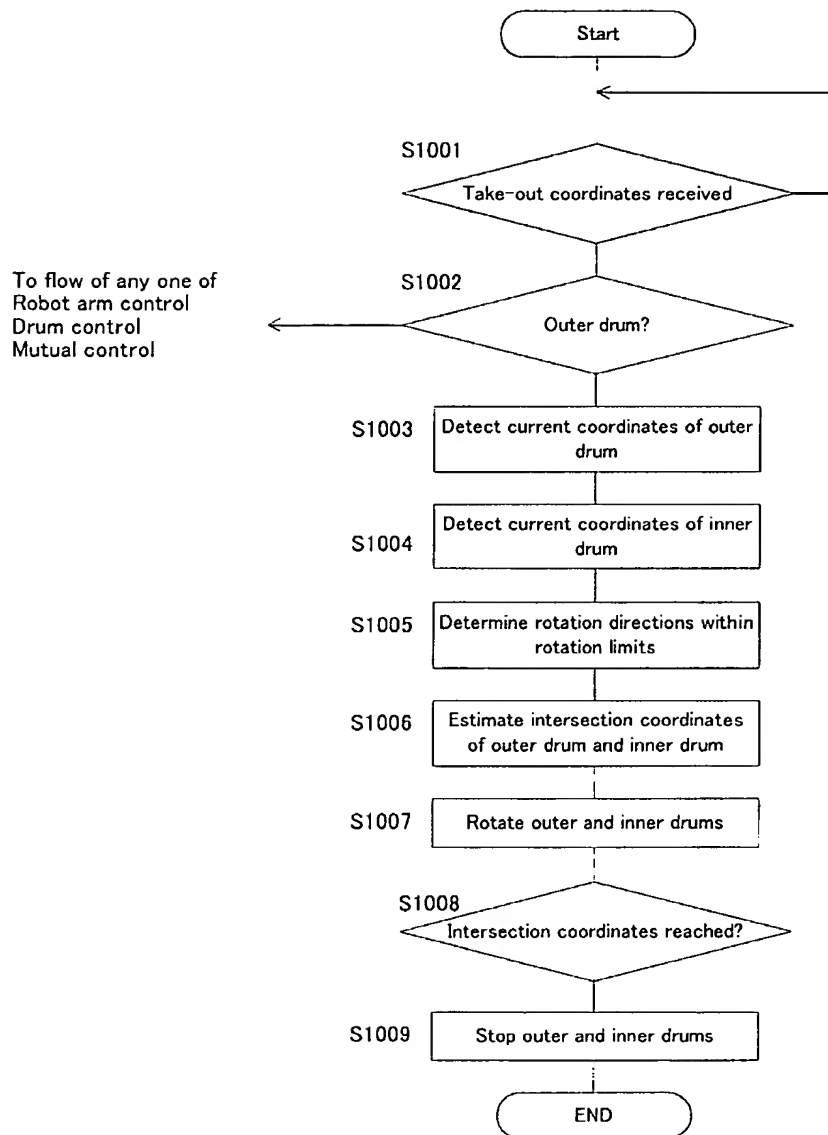 Start
S1001
Take-out coordinates received
S1002
Outer drum?
To flow of any one of
Robot arm control
Drum control
Mutual control
S1003
Detect current coordinates of outer
drum
S1004
Detect current coordinates of inner
drum
S1005
Determine rotation directions within
rotation limits
S1006
Estimate intersection coordinates
of outer drum and inner drum
S1007
Rotate outer and inner drums
S1008
Intersection coordinates reached?
S1009
Stop outer and inner drums
END